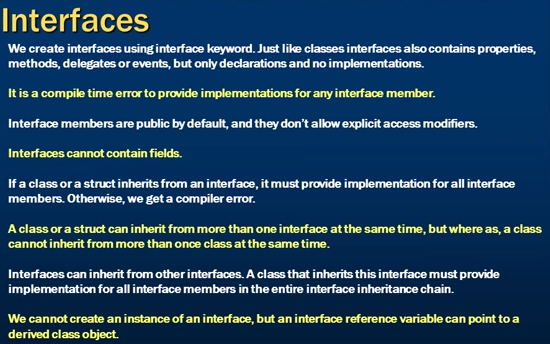 Interfaces
We create interfaces using interface keyword. Just like classes interfaces also contains properties,
methods, delegates or events, but only declarations and no implementations.
It is a compile time error to provide implementations for any interface member.
Interface members are public by default, and they don't allow explicit access modifiers.
Interfaces cannot contain fields.
If a class or a struct inherits from an interface, it must provide implementation for all interface
members. Otherwise, we get a compiler error.
A class or a struct can inherit from more than one interface at the same time, but where as, a class
cannot inherit from more than once class at the same time.
Interfaces can inherit from other interfaces. A class that inherits this interface must provide
implementation for all interface members in the entire interface inheritance chain.
We cannot create an instance of an interface, but an interface reference variable can point to a
derived class object.